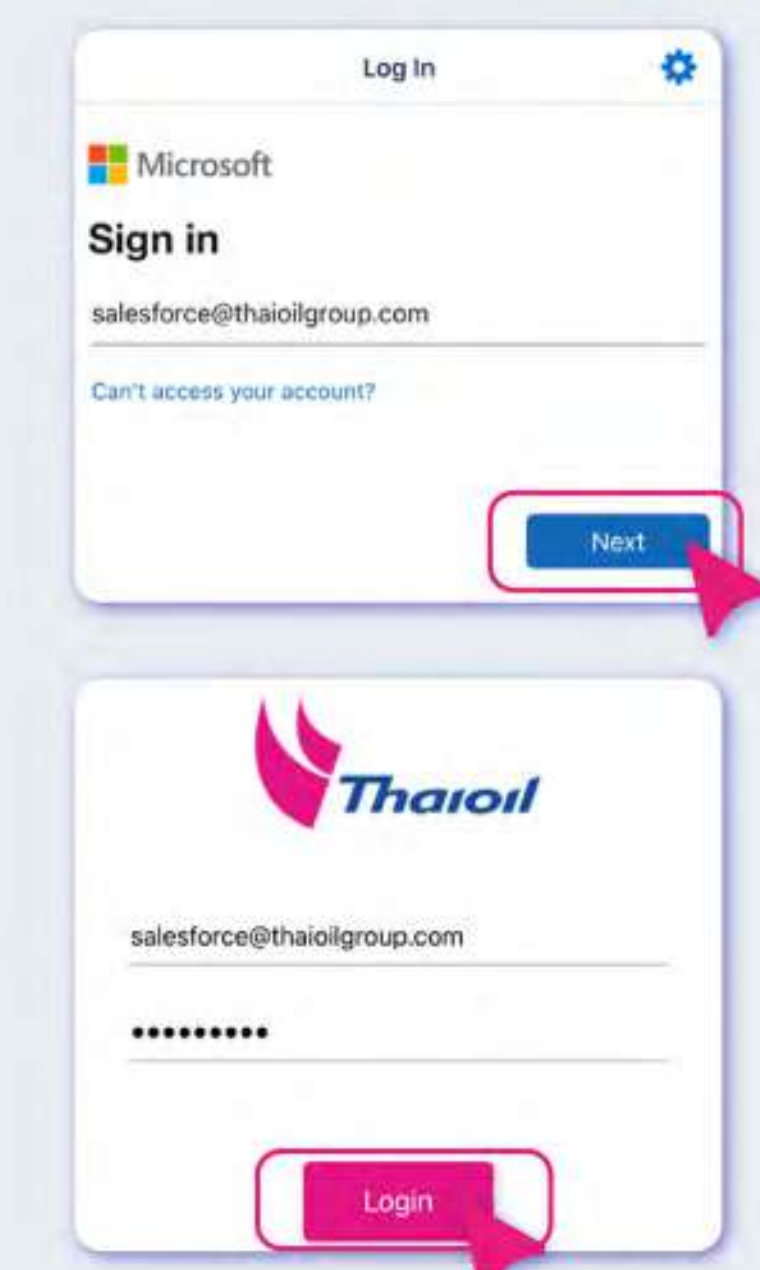 Log In
Microsoft
Sign in
salesforce@thaioilgroup.com
Can't access your account?
Next
Thaioil
salesforce@thaioilgroup.com
•••••••••
Login